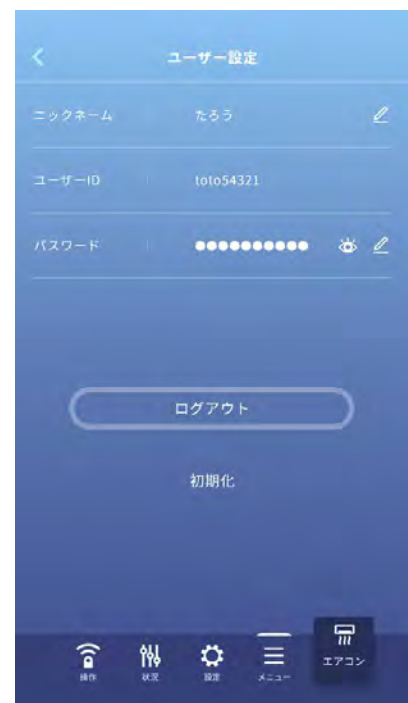 ユーザー設定
ニックネーム たろう
ユーザーID toto54321
パスワード ●●●●●●●●●●
ログアウト
初期化
操作 状況 設定 メニュー エアコン